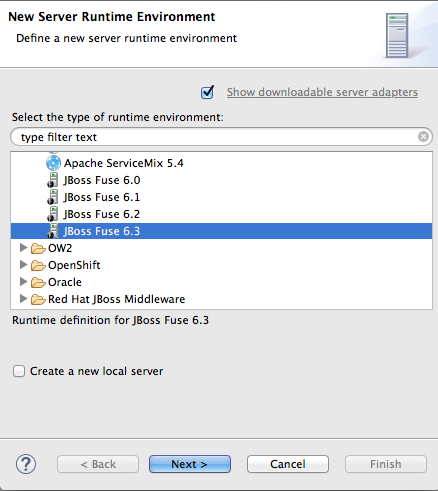 New Server Runtime Environment
Define a new server runtime environment
Show downloadable server adapters
Select the type of runtime environment:
type filter text
Apache ServiceMix 5.4
JBoss Fuse 6.0
JBoss Fuse 6.1
JBoss Fuse 6.2
JBoss Fuse 6.3
OW2
OpenShift
Oracle
Red Hat JBoss Middleware
Runtime definition for JBoss Fuse 6.3
Create a new local server
? < Back Next > Cancel Finish